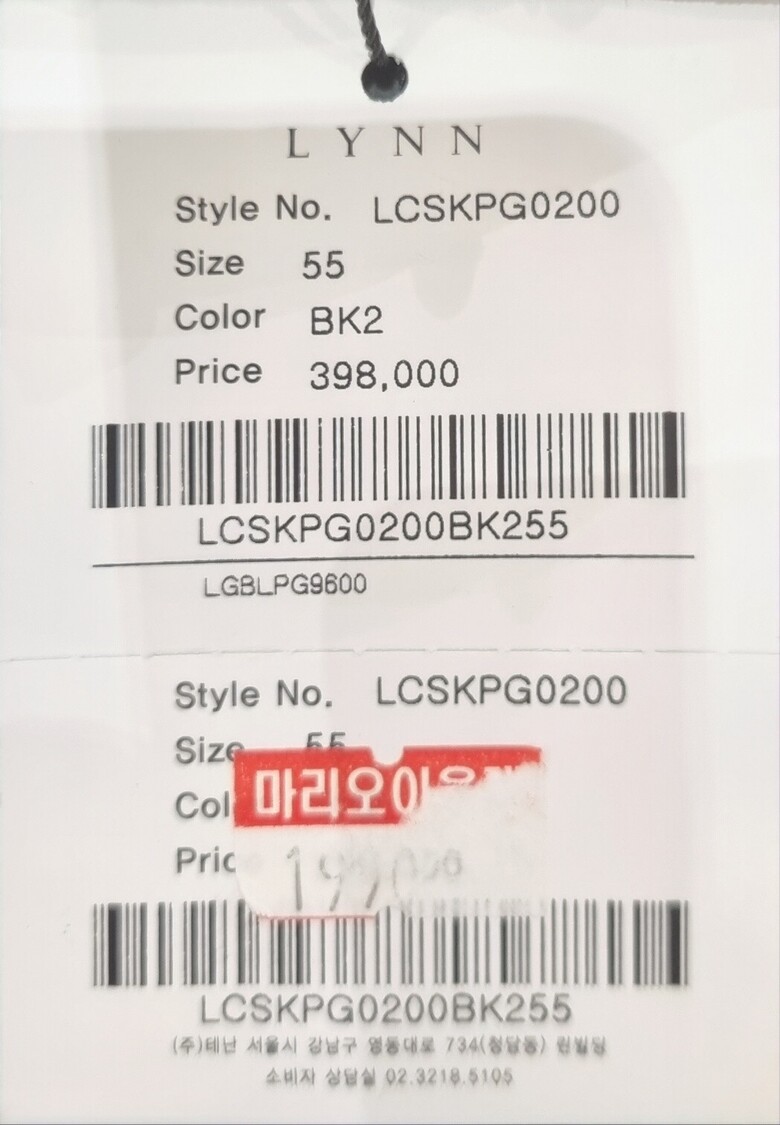 LYNN
Style No. LCSKPG0200
Size 55
Color BK2
Price 398,000
LCSKPG0200BK255
LGBLPG9600
Style No. LCSKPG0200
Size 55
Col
마리오아울
Pric
LCSKPG0200BK255
(주)테난 서울시 강남구 영동대로 734(청담동) 린빌딩
소비자 상담실 02.3218.5105